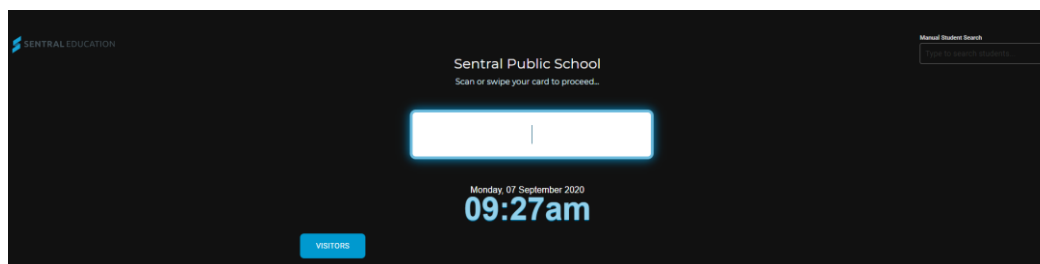 SENTRAL EDUCATION
Manual Student Search
Type to search students...
Sentral Public School
Scan or swipe your card to proceed...
Monday, 07 September 2020
09:27am
VISITORS